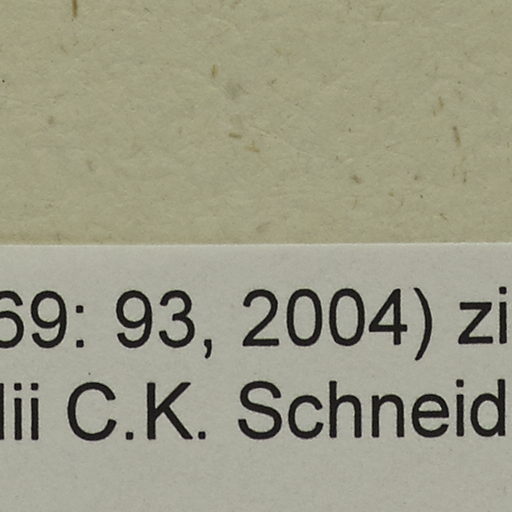 69: 93, 2004) zi
lii C.K. Schneid